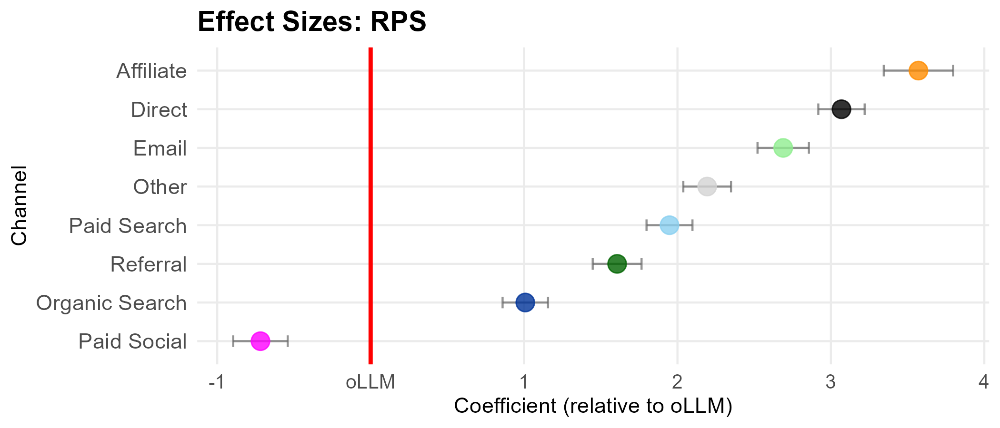 Effect Sizes: RPS
Channel
Affiliate
Direct
Email
Other
Paid Search
Referral
Organic Search
Paid Social
-1 oLLM 1 2 3 4
Coefficient (relative to oLLM)